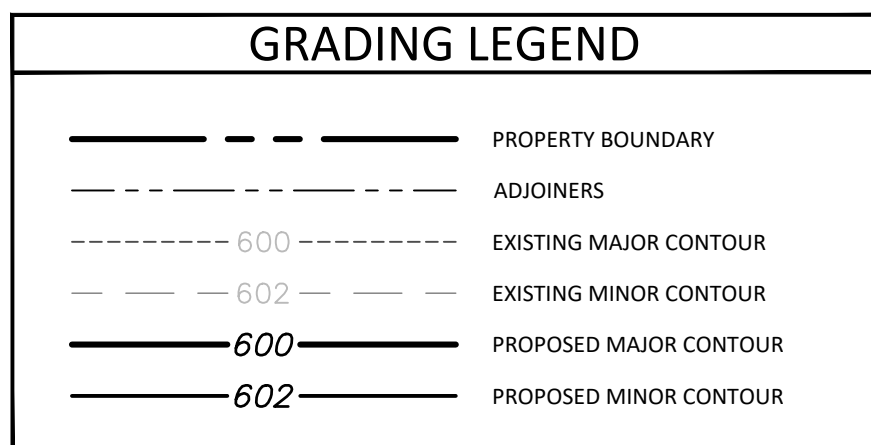 GRADING LEGEND
PROPERTY BOUNDARY
ADJOINERS
600 EXISTING MAJOR CONTOUR
602 EXISTING MINOR CONTOUR
600 PROPOSED MAJOR CONTOUR
602 PROPOSED MINOR CONTOUR